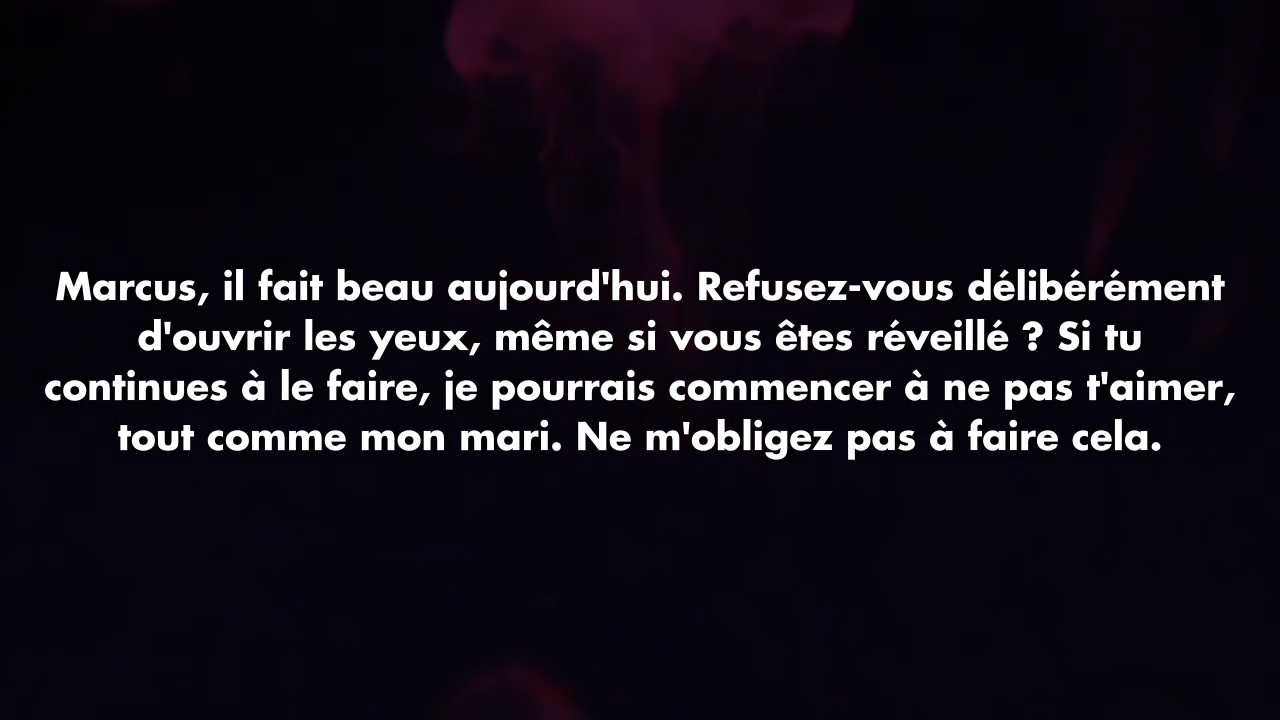 Marcus, il fait beau aujourd'hui. Refusez-vous délibérément
d'ouvrir les yeux, même si vous êtes réveillé ? Si tu
continues à le faire, je pourrais commencer à ne pas t'aimer,
tout comme mon mari. Ne m'obligez pas à faire cela.